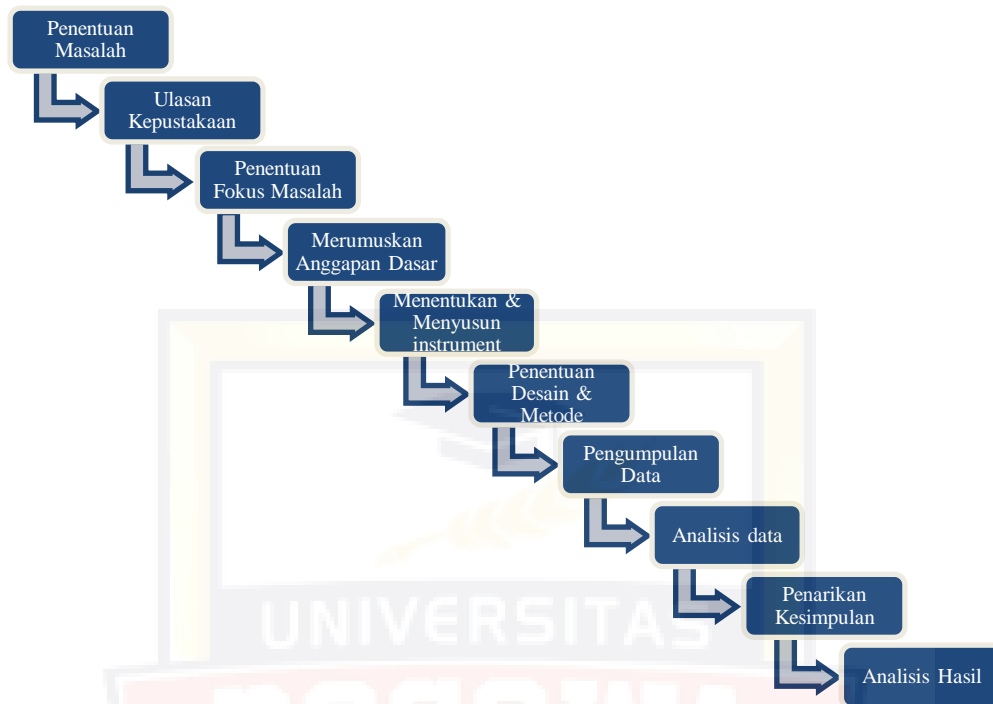 Penentuan
Masalah
Ulasan
Kepustakaan
Penentuan
Fokus Masalah
Merumuskan
Anggapan Dasar
Menentukan &
Menyusun
instrument
Penentuan
Desain &
Metode
Pengumpulan
Data
Analisis data
Penarikan
Kesimpulan
Analisis Hasil
UNIVERSITAS